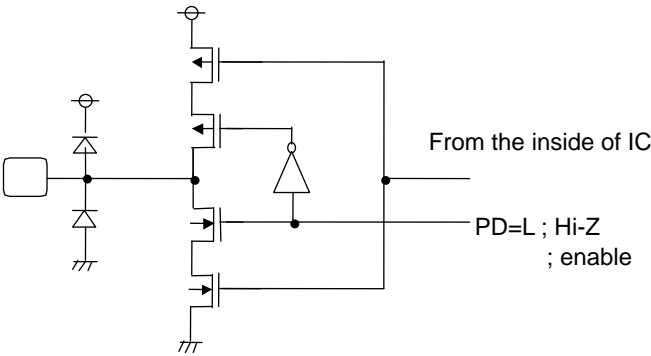 From the inside of IC
PD=L ; Hi-Z
; enable